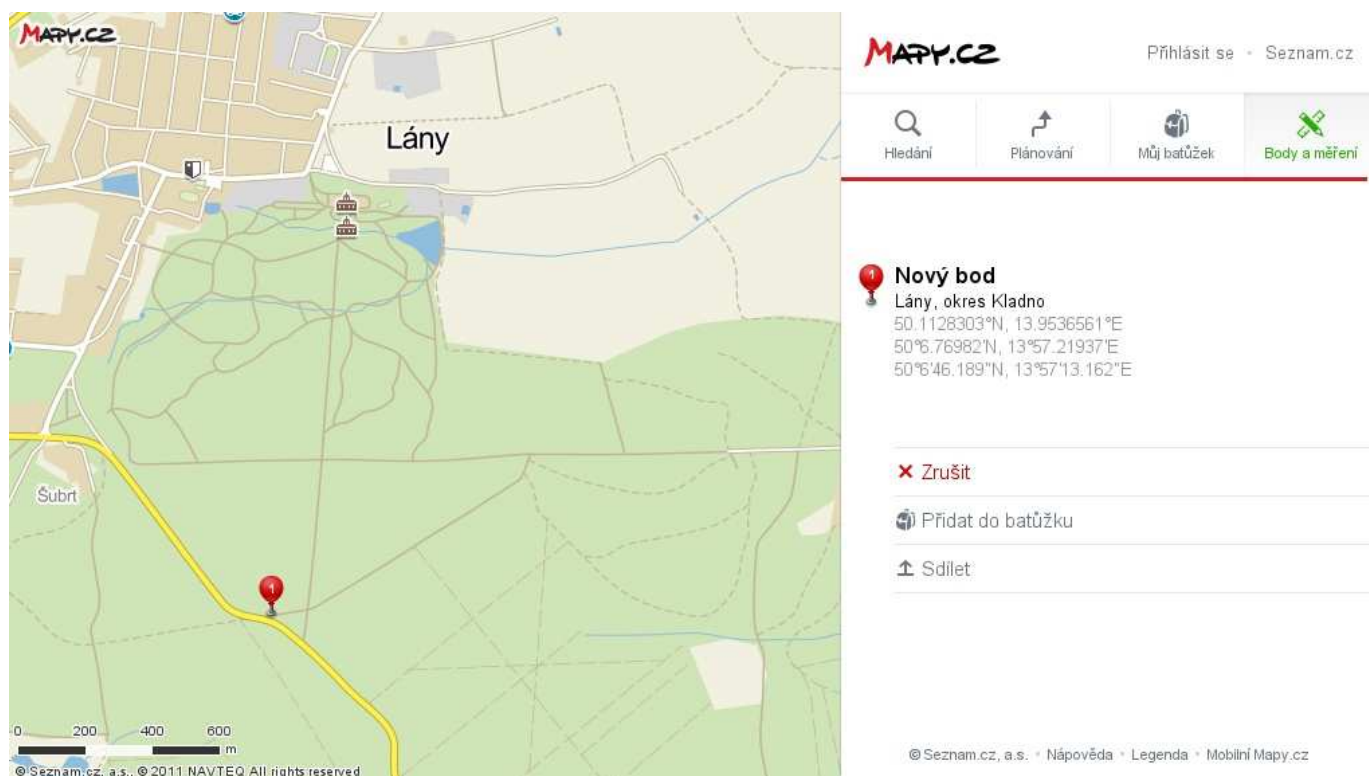 MAPY.CZ
Lány
Šubrt
1
0 200 400 600
m
© Seznam.cz, a.s., © 2011 NAVTEQ All rights reserved
MAPY.CZ
Přihlásit se • Seznam.cz
Hledání Plánování Můj batůžek Body a měření
1
Nový bod
Lány, okres Kladno
50.1128303°N, 13.9536561°E
50°6.76982'N, 13°57.21937'E
50°6'46.189"N, 13°57'13.162"E
Zrušit
Přidat do batůžku
Sdílet
© Seznam.cz, a.s. • Nápověda • Legenda • Mobilní Mapy.cz